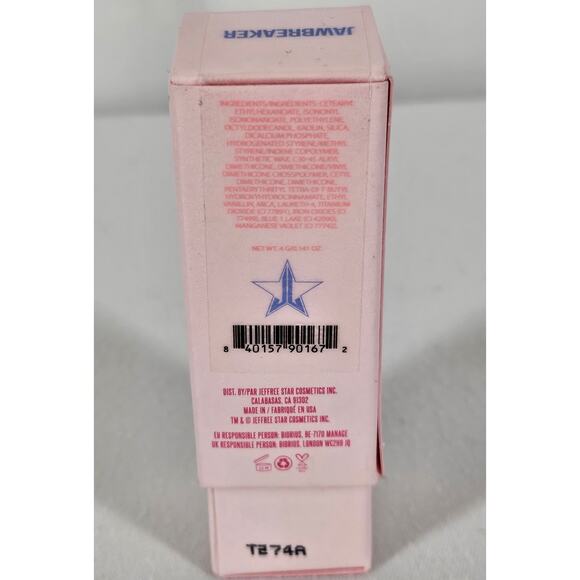 JAWBREAKER
INGREDIENTS/INGREDIENTS: CETEARYL
ETHYLHEXANOATE, ISONONYL
ISONONANOATE, POLYETHYLENE,
OCTYLDODECANOL, KAOLIN, SILICA,
DICALCIUM PHOSPHATE,
HYDROGENATED STYRENE/METHYL
STYRENE/INDENE COPOLYMER,
SYNTHETIC WAX, C30-45 ALKYL
DIMETHICONE, DIMETHICONE/VINYL
DIMETHICONE CROSSPOLYMER, CETYL
DIMETHICONE, DIMETHICONE,
PENTAERYTHRITYL TETRA-DI-T-BUTYL
HYDROXYHYDROCINNAMATE, ETHYL
VANILLIN, MICA, LAURETH-4, TITANIUM
DIOXIDE (CI 77891), IRON OXIDES (CI
77499), BLUE 1 LAKE (CI 42090),
MANGANESE VIOLET (CI 77742).
NET WT. 4 G/0.141 OZ.
8 40157 90167 2
DIST. BY/PAR JEFFREE STAR COSMETICS INC.
CALABASAS, CA 91302
MADE IN / FABRIQUÉ EN USA
TM & © JEFFREE STAR COSMETICS INC.
EU RESPONSIBLE PERSON: BIORIUS, BE-7170 MANAGE
UK RESPONSIBLE PERSON: BIORIUS, LONDON WC2H9 JQ
TE74A